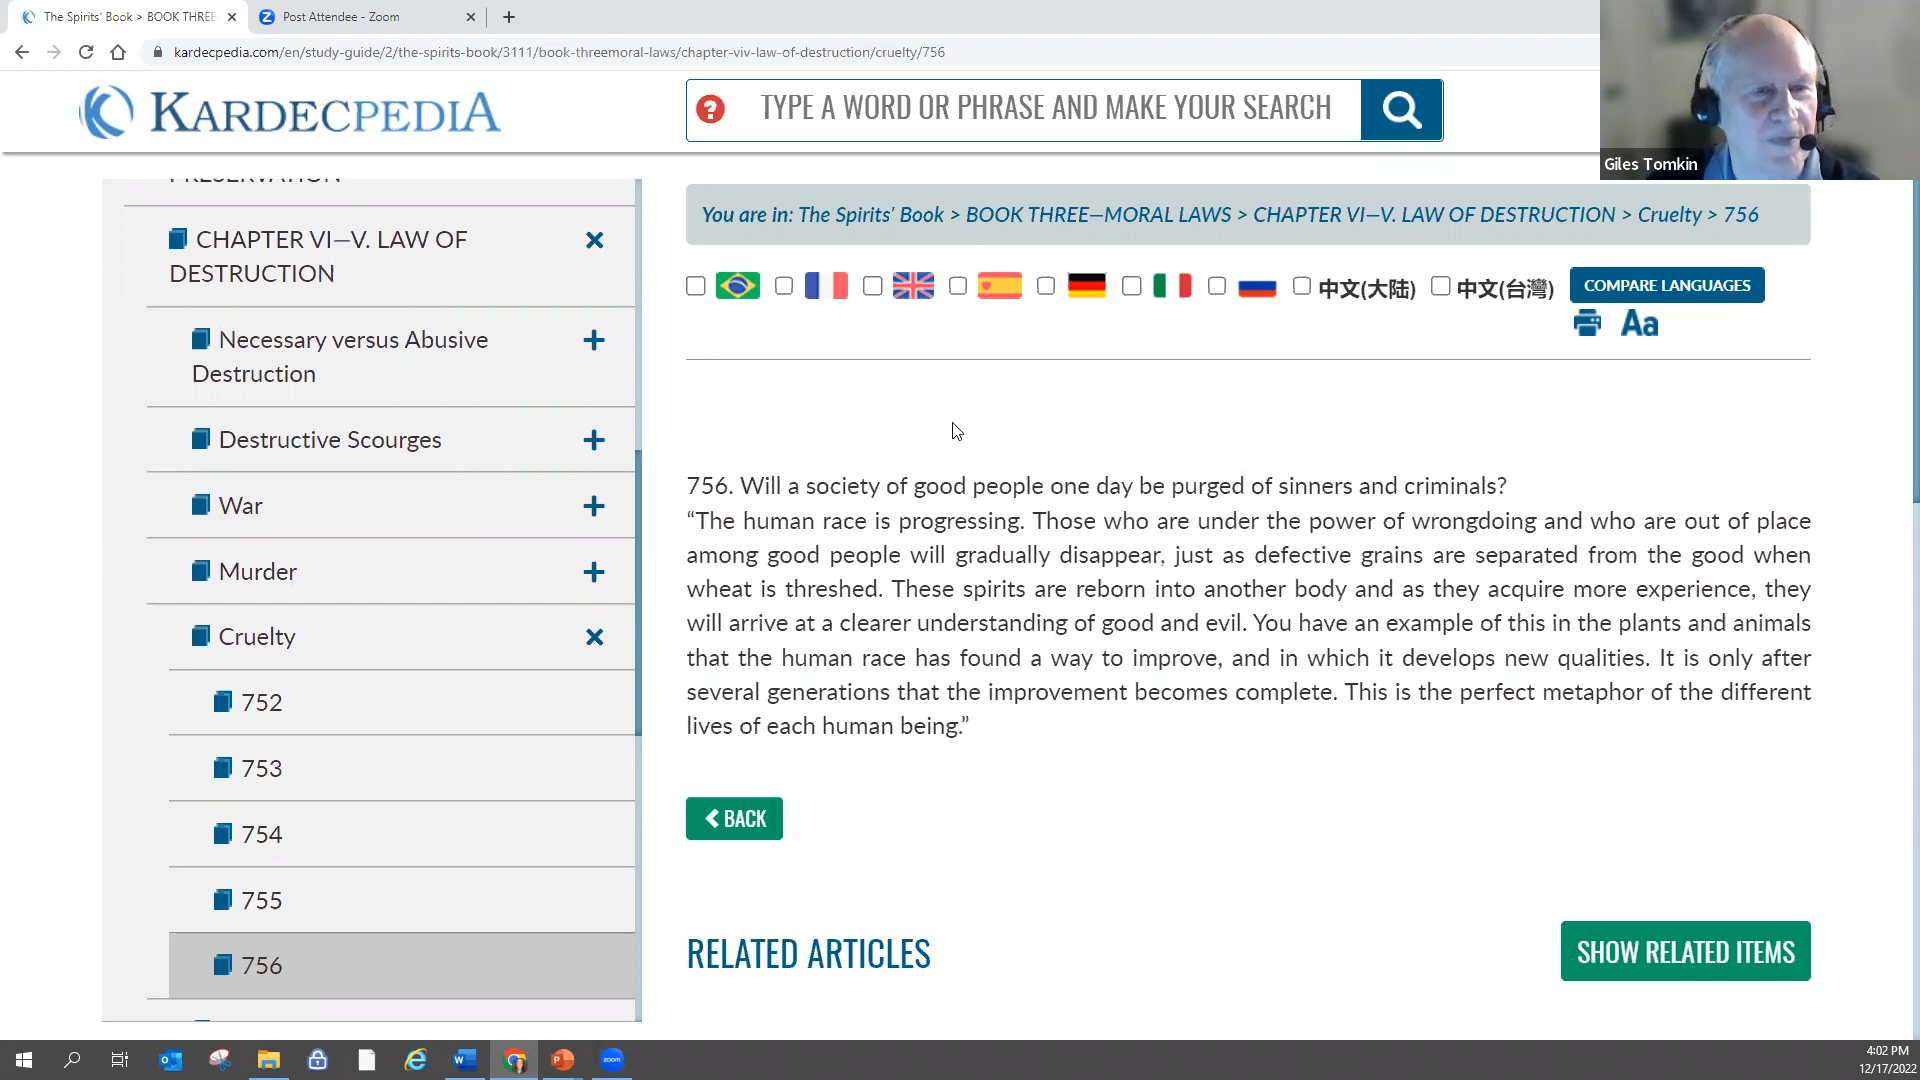 The Spirits' Book > BOOK THREE
Post Attendee - Zoom
kardecpedia.com/en/study-guide/2/the-spirits-book/3111/book-threemoral-laws/chapter-viv-law-of-destruction/cruelty/756
KARDECPEDIA
TYPE A WORD OR PHRASE AND MAKE YOUR SEARCH
Giles Tomkin
PRESERVATION
CHAPTER VI—V. LAW OF
DESTRUCTION
Necessary versus Abusive
Destruction
Destructive Scourges
War
Murder
Cruelty
752
753
754
755
756
You are in: The Spirits' Book > BOOK THREE—MORAL LAWS > CHAPTER VI—V. LAW OF DESTRUCTION > Cruelty > 756
中文(大陆) 中文(台灣) COMPARE LANGUAGES
Aa
756. Will a society of good people one day be purged of sinners and criminals?
“The human race is progressing. Those who are under the power of wrongdoing and who are out of place
among good people will gradually disappear, just as defective grains are separated from the good when
wheat is threshed. These spirits are reborn into another body and as they acquire more experience, they
will arrive at a clearer understanding of good and evil. You have an example of this in the plants and animals
that the human race has found a way to improve, and in which it develops new qualities. It is only after
several generations that the improvement becomes complete. This is the perfect metaphor of the different
lives of each human being.”
BACK
RELATED ARTICLES
SHOW RELATED ITEMS
zoom
4:02 PM
12/17/2022